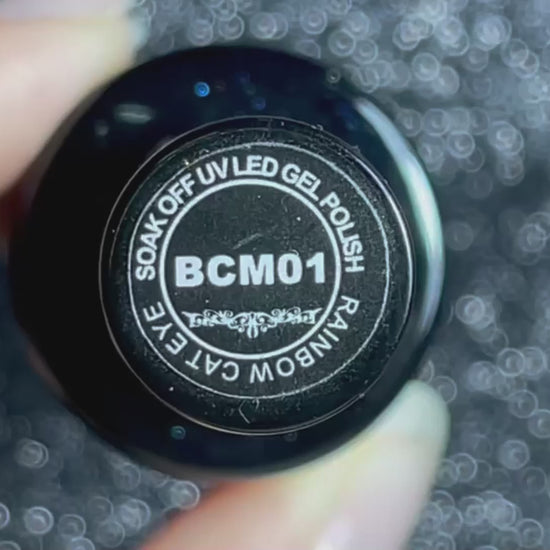 SOAK OFF UV LED GEL POLISH
BCM01
RAINBOW CAT EYE